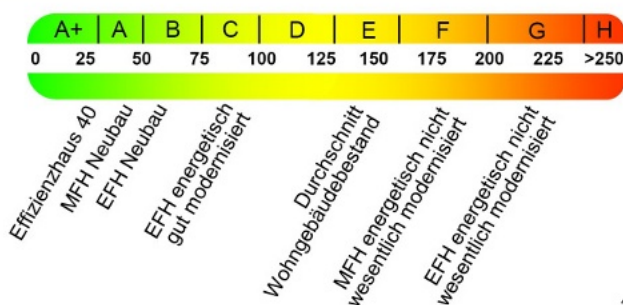 A+ A B C D E F G H
0 25 50 75 100 125 150 175 200 225 >250
Effizienzhaus 40
MFH Neubau
EFH Neubau
EFH energetisch
gut modernisiert
Durchschnitt
Wohngebäudebestand
MFH energetisch nicht
wesentlich modernisiert
EFH energetisch nicht
wesentlich modernisiert